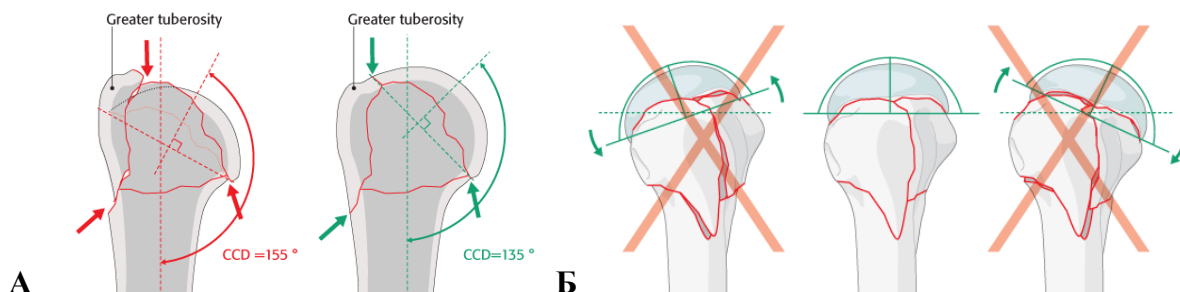 Greater tuberosity
Greater tuberosity
CCD =155 °
CCD=135 °
А
Б